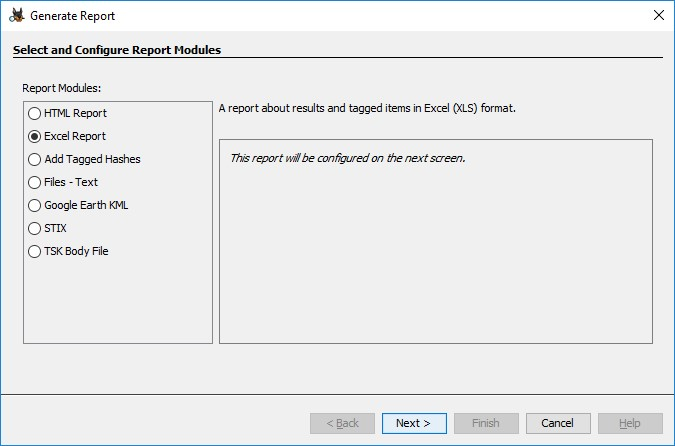 Generate Report
Select and Configure Report Modules
Report Modules:
HTML Report
Excel Report
Add Tagged Hashes
Files - Text
Google Earth KML
STIX
TSK Body File
A report about results and tagged items in Excel (XLS) format.
This report will be configured on the next screen.
< Back Next > Finish Cancel Help